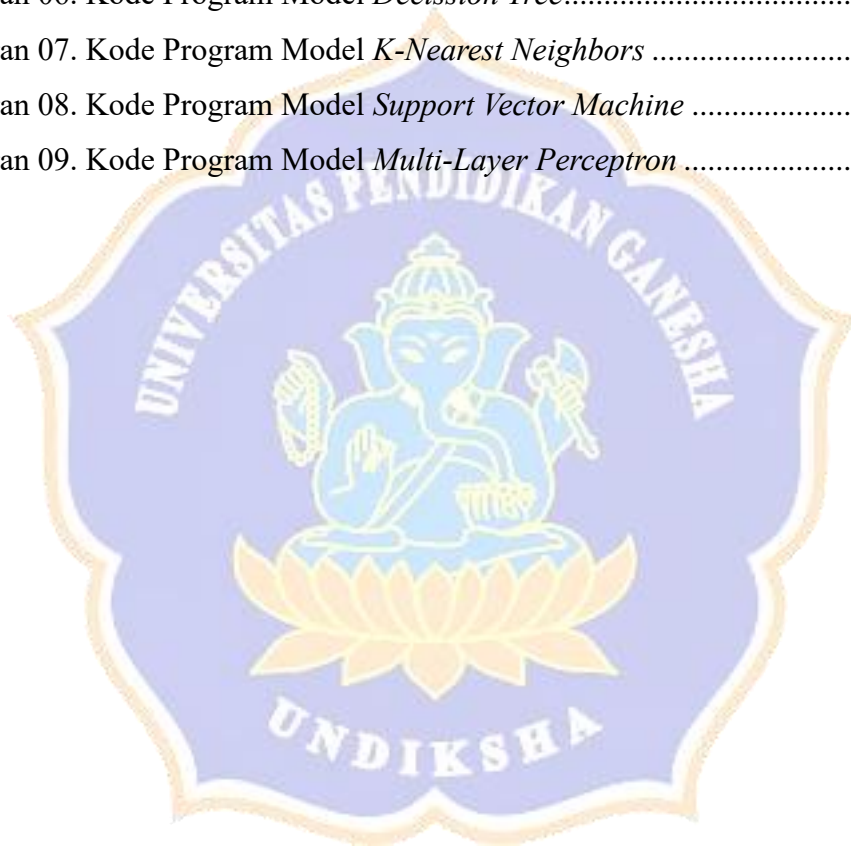 an 06. Kode Program Model Decission Tree..............................
an 07. Kode Program Model K-Nearest Neighbors .........................
an 08. Kode Program Model Support Vector Machine ....................
an 09. Kode Program Model Multi-Layer Perceptron .....................
UNIVERSITAS PENDIDIKAN GANESHA
UNDIKSHA